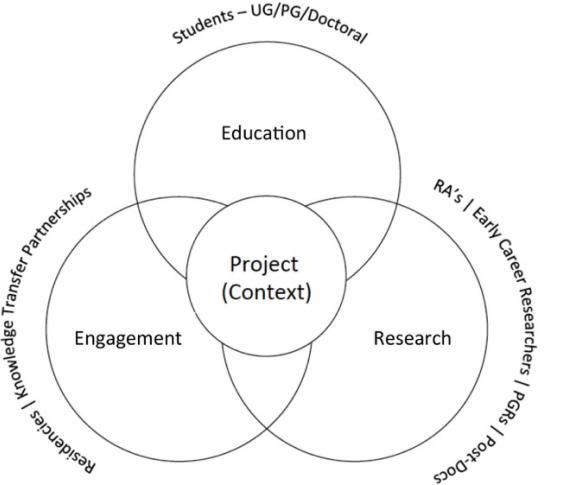 Students – UG/PG/Doctoral
Education
RA's | Early Career Researchers | PGRs | Post-Docs
Residencies | Knowledge Transfer Partnerships
Project
(Context)
Engagement
Research